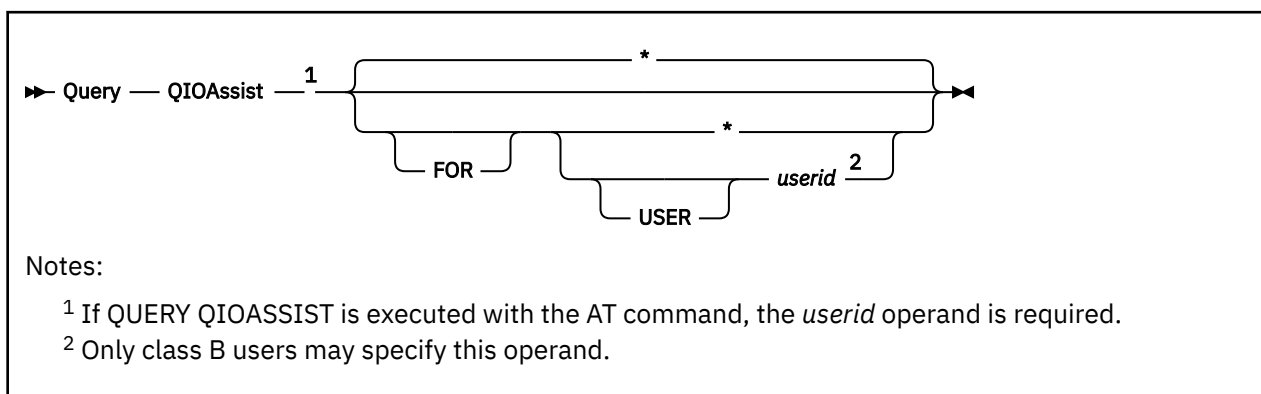 *
Query QIOAssist 1
*
FOR userid 2
USER
Notes:
1 If QUERY QIOASSIST is executed with the AT command, the userid operand is required.
2 Only class B users may specify this operand.